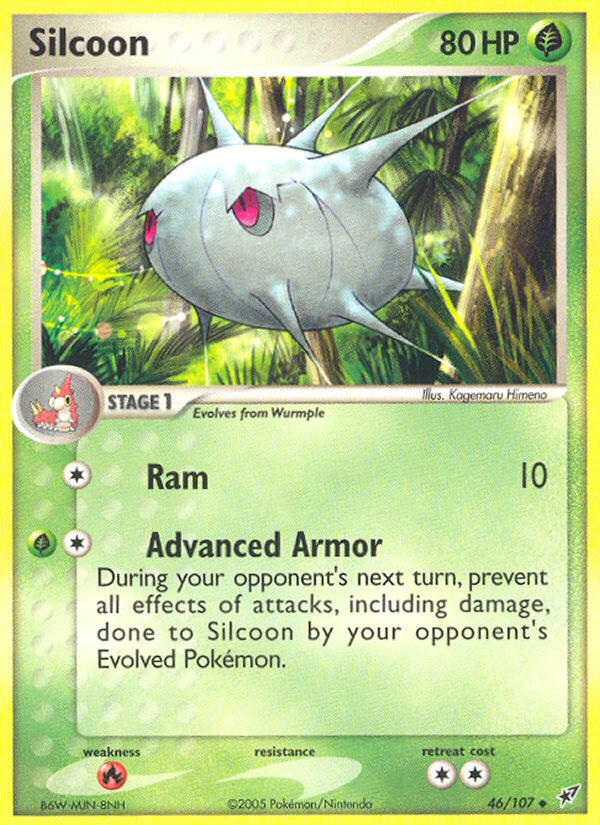 Silcoon 80 HP
Illus. Kagemaru Himeno
STAGE 1
Evolves from Wurmple
Ram 10
Advanced Armor
During your opponent's next turn, prevent
all effects of attacks, including damage,
done to Silcoon by your opponent's
Evolved Pokémon.
weakness resistance retreat cost
B6W-MJN-8NH ©2005 Pokémon/Nintendo 46/107